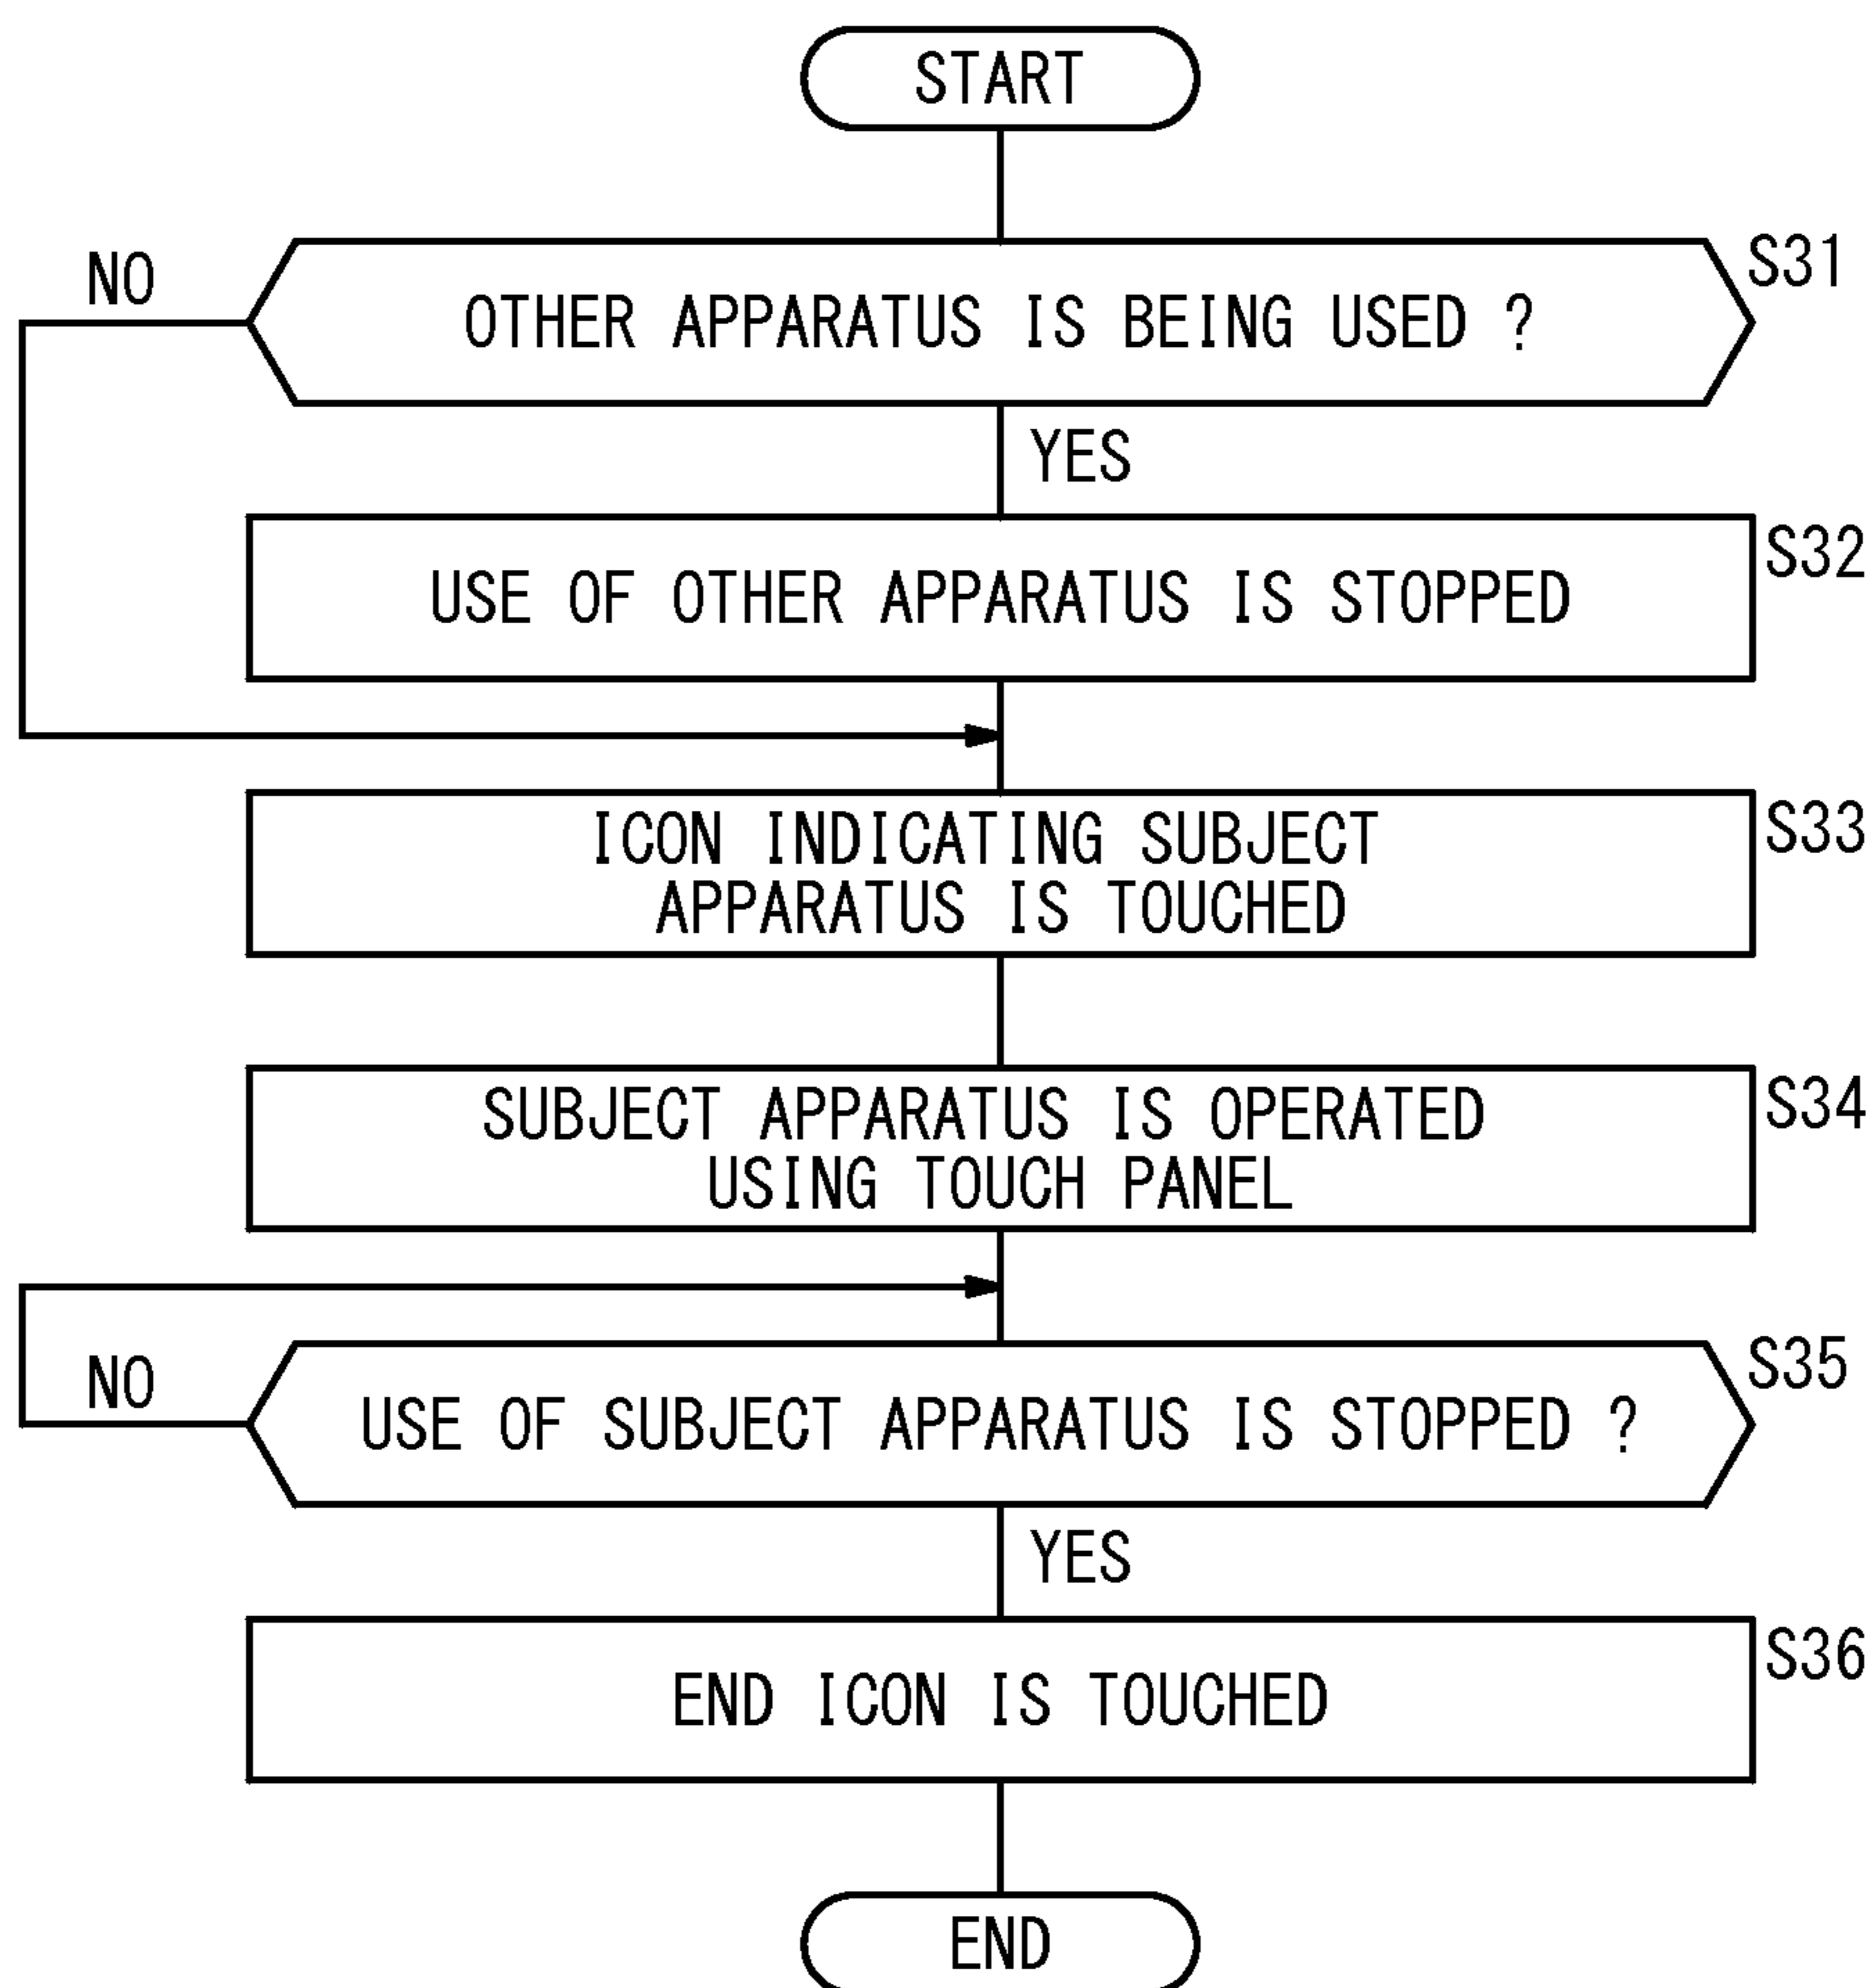 START
S31
NO
OTHER APPARATUS IS BEING USED ?
YES
S32
USE OF OTHER APPARATUS IS STOPPED
S33
ICON INDICATING SUBJECT
APPARATUS IS TOUCHED
S34
SUBJECT APPARATUS IS OPERATED
USING TOUCH PANEL
S35
NO
USE OF SUBJECT APPARATUS IS STOPPED ?
YES
S36
END ICON IS TOUCHED
END